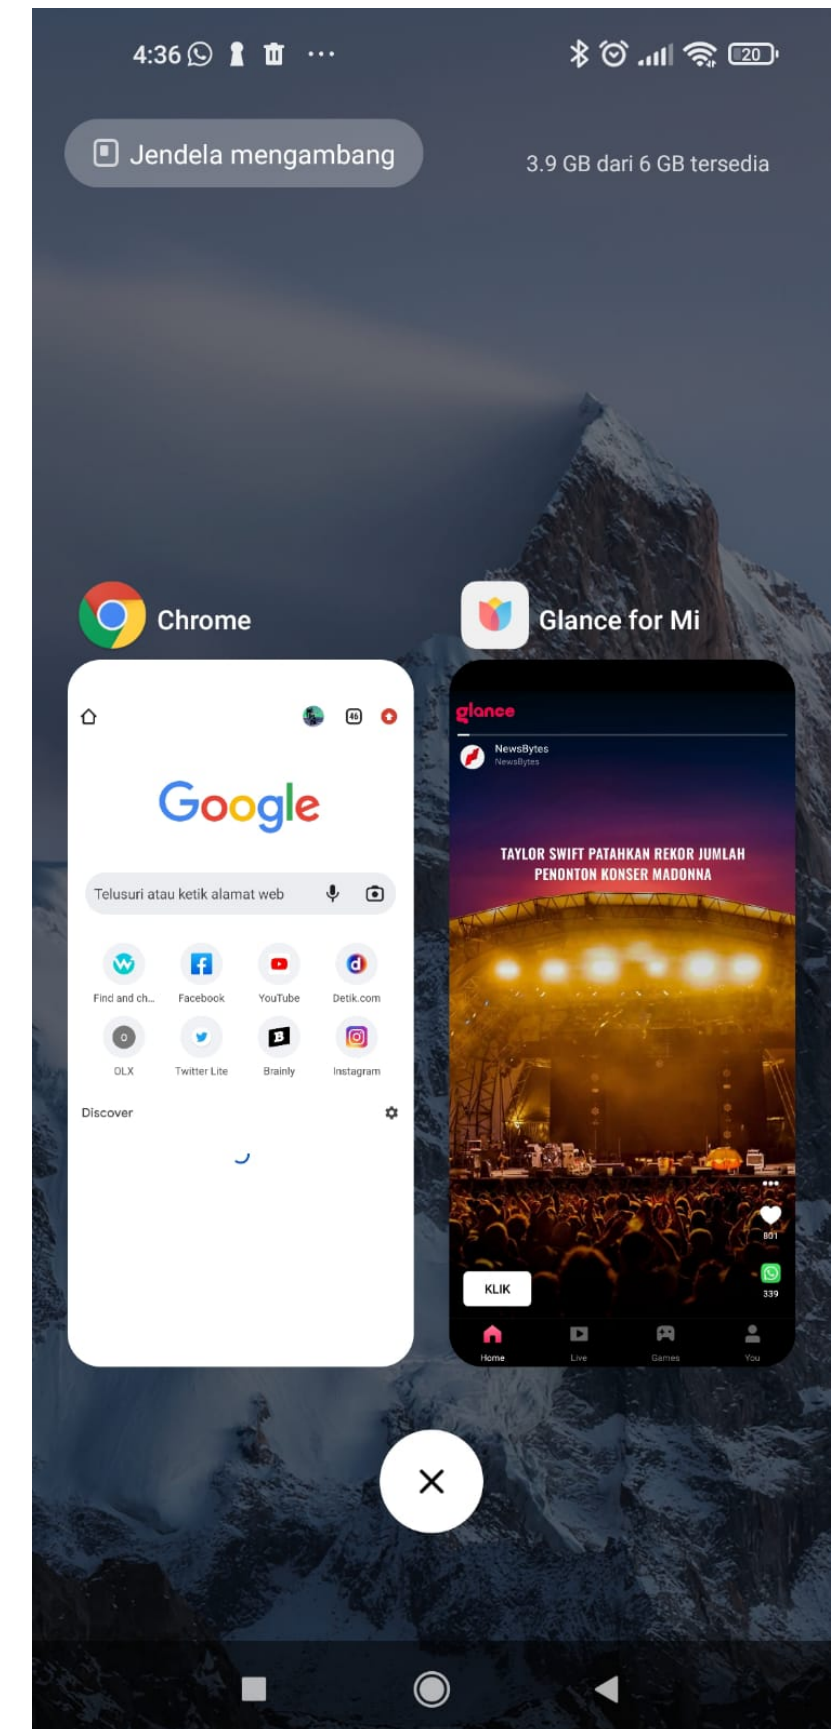 4:36
20
Jendela mengambang
3.9 GB dari 6 GB tersedia
Chrome
Glance for Mi
46
Google
Telusuri atau ketik alamat web
Find and ch...
Facebook
YouTube
Detik.com
O
OLX
Twitter Lite
Brainly
Instagram
Discover
glance
NewsBytes
NewsBytes
TAYLOR SWIFT PATAHKAN REKOR JUMLAH
PENONTON KONSER MADONNA
801
KLIK
339
Home
Live
Games
You